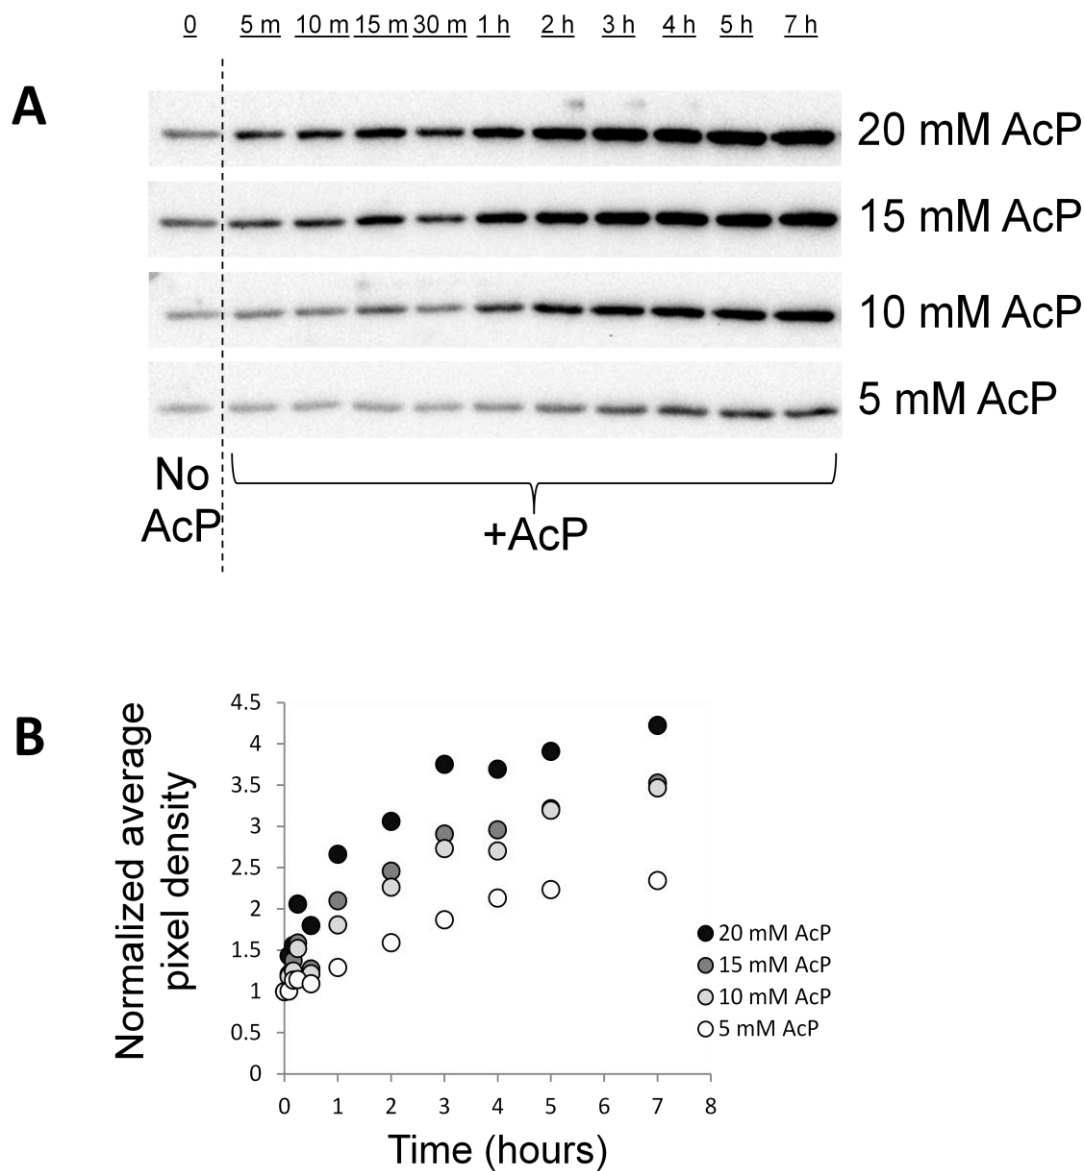 0 5 m 10 m 15 m 30 m 1 h 2 h 3 h 4 h 5 h 7 h
A
20 mM AcP
15 mM AcP
10 mM AcP
5 mM AcP
No
AcP
+AcP
B
Normalized average
pixel density
4.5
4
3.5
3
2.5
2
1.5
1
0.5
0
0 1 2 3 4 5 6 7 8
Time (hours)
20 mM AcP
15 mM AcP
10 mM AcP
5 mM AcP